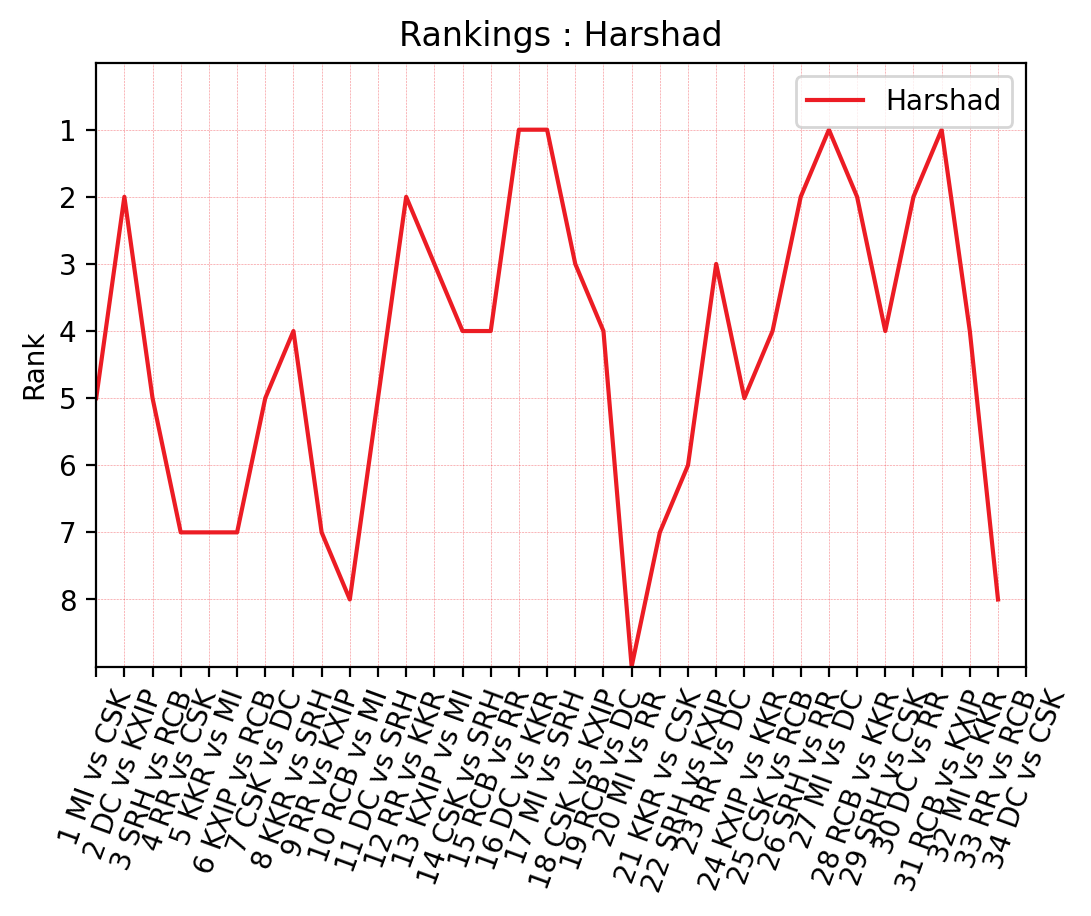 Rankings : Harshad
Harshad
Rank
1
2
3
4
5
6
7
8
1 MI vs CSK
2 DC vs KXIP
3 SRH vs RCB
4 RR vs CSK
5 KKR vs MI
6 KXIP vs RCB
7 CSK vs DC
8 KKR vs SRH
9 RR vs KXIP
10 RCB vs MI
11 DC vs SRH
12 RR vs KKR
13 KXIP vs MI
14 CSK vs SRH
15 RCB vs RR
16 DC vs KKR
17 MI vs SRH
18 CSK vs KXIP
19 RCB vs DC
20 MI vs RR
21 KKR vs CSK
22 SRH vs KXIP
23 RR vs DC
24 KXIP vs KKR
25 CSK vs RCB
26 SRH vs RR
27 MI vs DC
28 RCB vs KKR
29 SRH vs CSK
30 DC vs RR
31 RCB vs KXIP
32 MI vs KKR
33 RR vs RCB
34 DC vs CSK